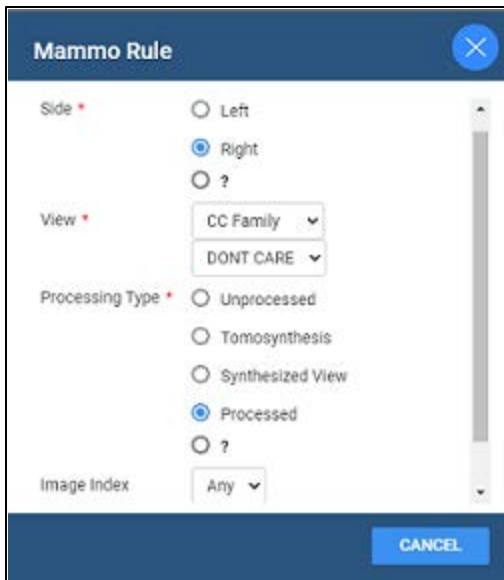 Mammo Rule
Side *
Left
Right
?
View *
CC Family
DONT CARE
Processing Type *
Unprocessed
Tomosynthesis
Synthesized View
Processed
?
Image Index
Any
CANCEL